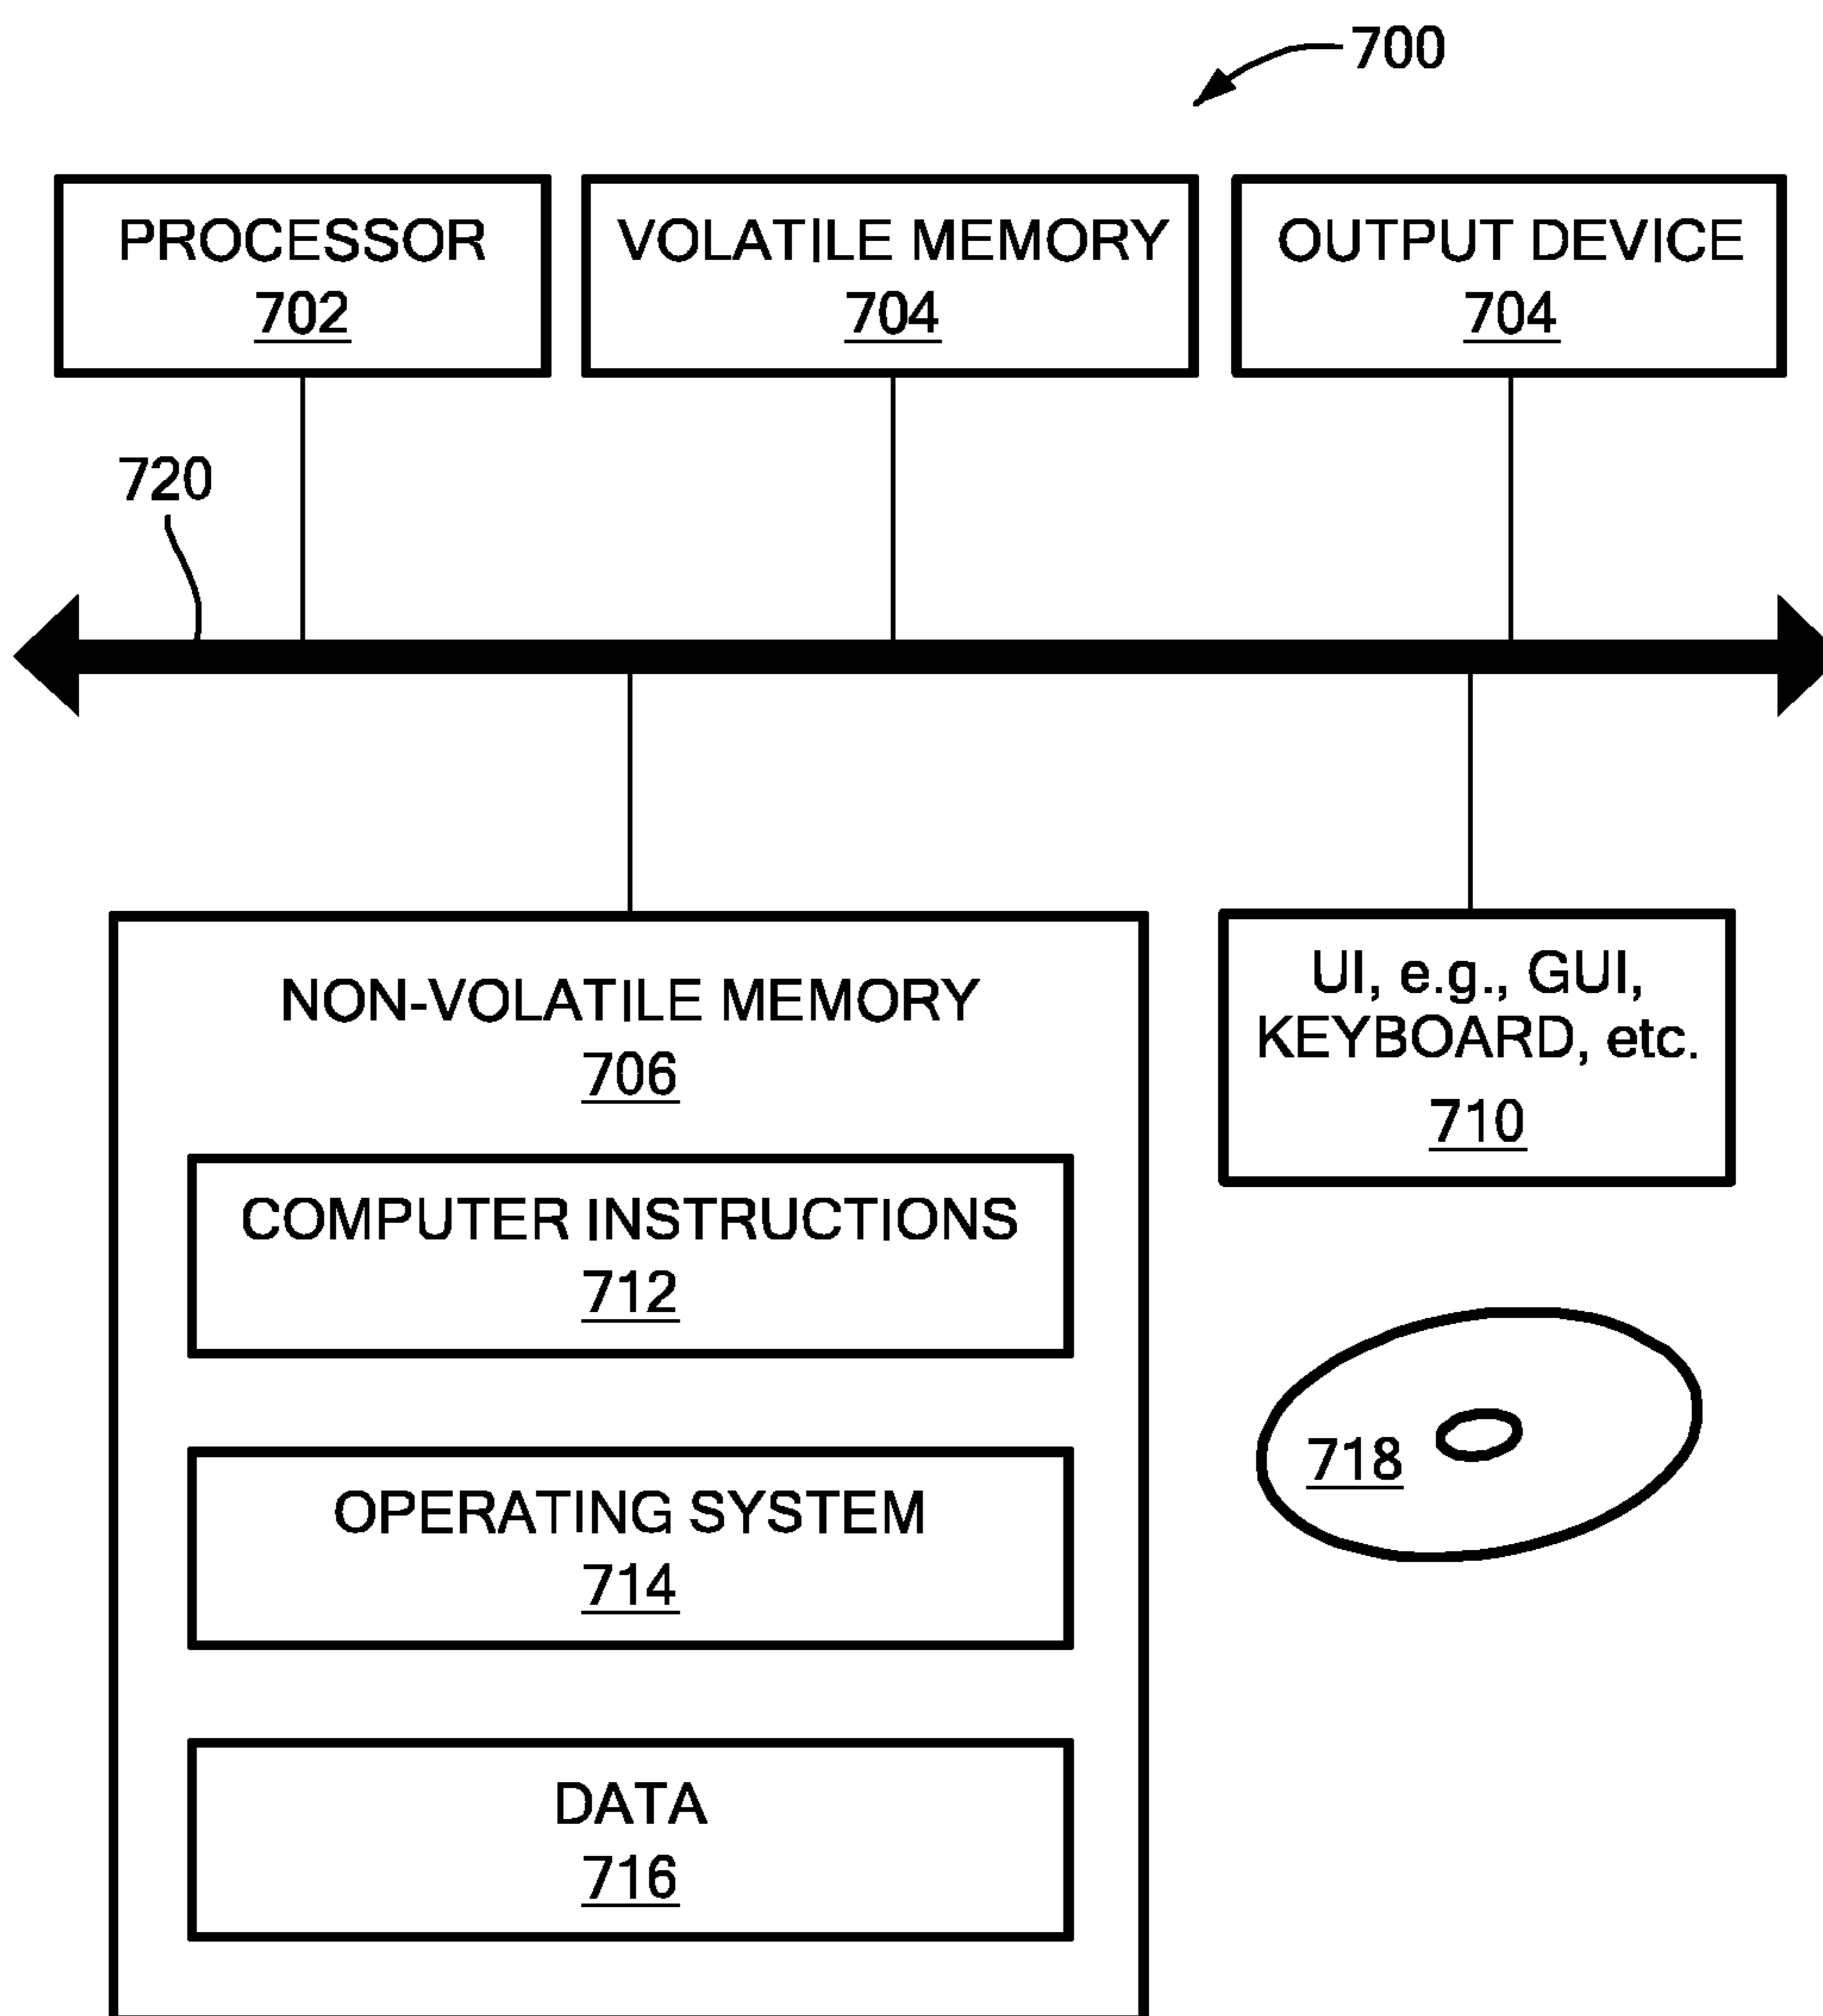 700
PROCESSOR
702
VOLATILE MEMORY
704
OUTPUT DEVICE
704
720
NON-VOLATILE MEMORY
706
COMPUTER INSTRUCTIONS
712
OPERATING SYSTEM
714
DATA
716
UI, e.g., GUI,
KEYBOARD, etc.
710
718